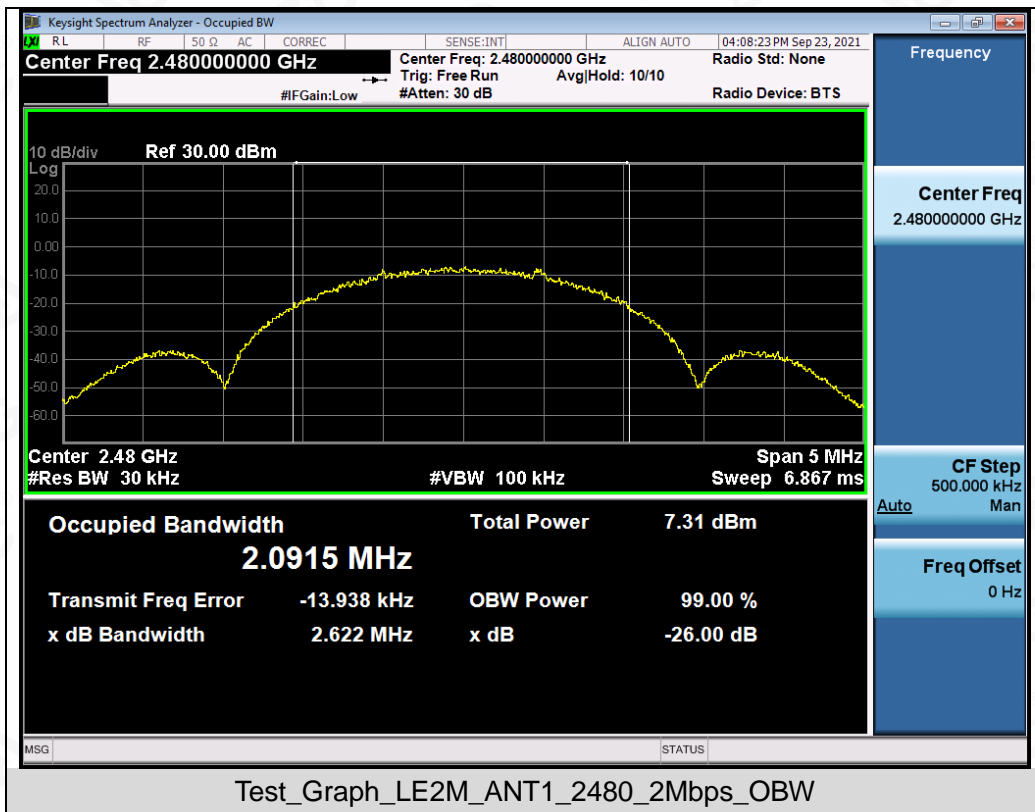 Keysight Spectrum Analyzer - Occupied BW
LXI RL RF 50 Ω AC CORREC SENSE:INT ALIGN AUTO 04:08:23 PM Sep 23, 2021
Center Freq 2.480000000 GHz
Center Freq: 2.480000000 GHz
Radio Std: None
Trig: Free Run Avg|Hold: 10/10
#IFGain:Low
#Atten: 30 dB
Radio Device: BTS
Frequency
10 dB/div Ref 30.00 dBm
Log
20.0
10.0
0.00
-10.0
-20.0
-30.0
-40.0
-50.0
-60.0
Center Freq
2.480000000 GHz
Center 2.48 GHz
Span 5 MHz
#Res BW 30 kHz
#VBW 100 kHz
Sweep 6.867 ms
CF Step
500.000 kHz
Auto Man
Occupied Bandwidth
Total Power 7.31 dBm
2.0915 MHz
Transmit Freq Error -13.938 kHz
OBW Power 99.00 %
x dB Bandwidth 2.622 MHz
x dB -26.00 dB
Freq Offset
0 Hz
MSG
STATUS
Test_Graph_LE2M_ANT1_2480_2Mbps_OBW